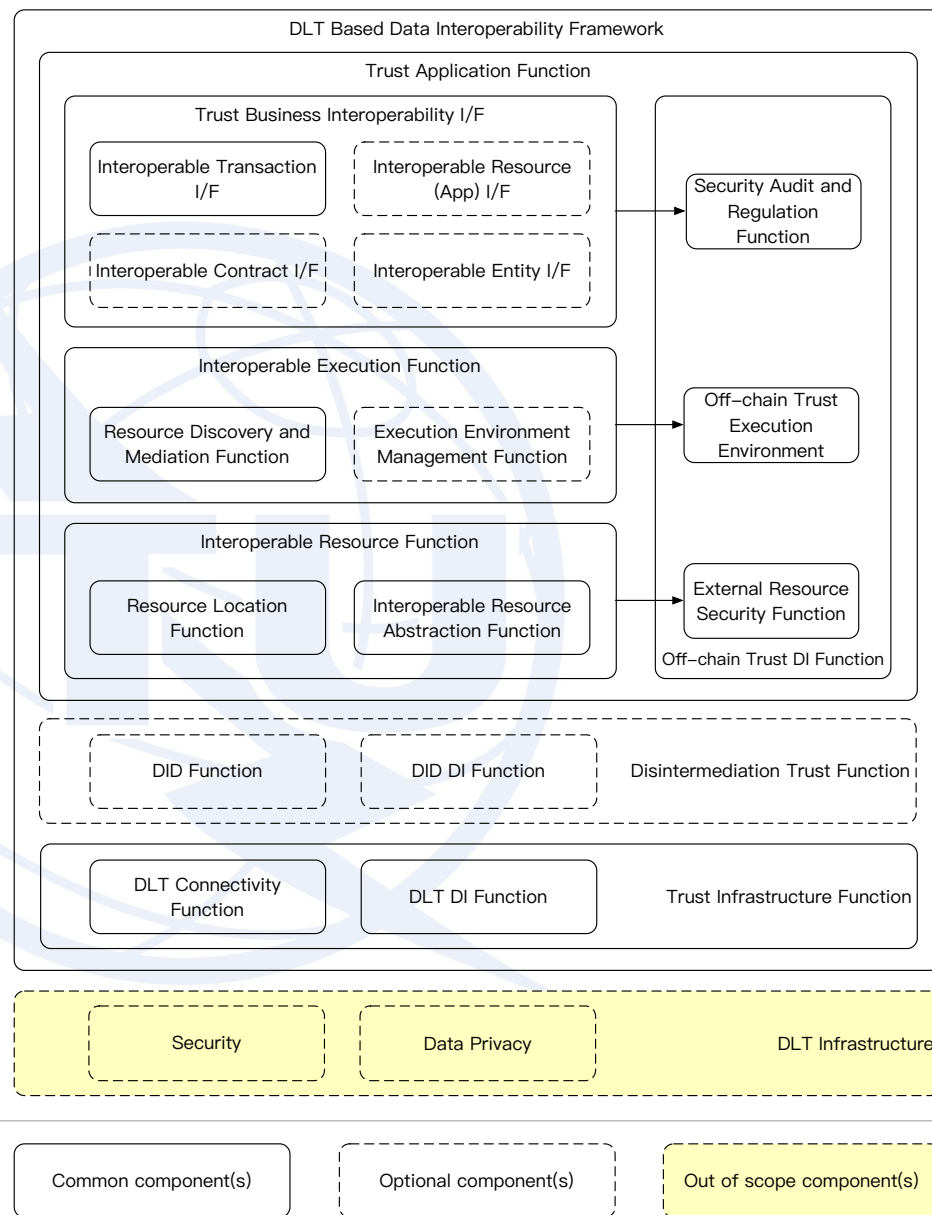 DLT Based Data Interoperability Framework
Trust Application Function
Trust Business Interoperability I/F
Interoperable Transaction
I/F
Interoperable Resource
(App) I/F
Interoperable Contract I/F
Interoperable Entity I/F
Security Audit and
Regulation
Function
Interoperable Execution Function
Resource Discovery and
Mediation Function
Execution Environment
Management Function
Off-chain Trust
Execution
Environment
Interoperable Resource Function
Resource Location
Function
Interoperable Resource
Abstraction Function
External Resource
Security Function
Off-chain Trust DI Function
DID Function
DID DI Function
Disintermediation Trust Function
DLT Connectivity
Function
DLT DI Function
Trust Infrastructure Function
Security
Data Privacy
DLT Infrastructure
Common component(s)
Optional component(s)
Out of scope component(s)